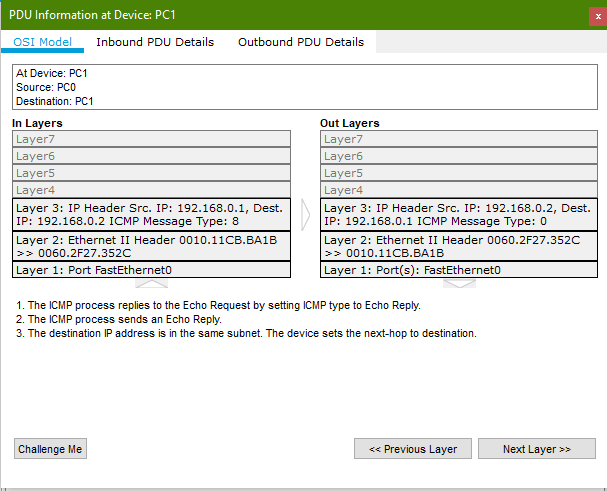 PDU Information at Device: PC1
x
OSI Model
Inbound PDU Details
Outbound PDU Details
At Device: PC1
Source: PC0
Destination: PC1
In Layers
Layer7
Layer6
Layer5
Layer4
Layer 3: IP Header Src. IP: 192.168.0.1, Dest.
IP: 192.168.0.2 ICMP Message Type: 8
Layer 2: Ethernet II Header 0010.11CB.BA1B
>> 0060.2F27.352C
Layer 1: Port FastEthernet0
Out Layers
Layer7
Layer6
Layer5
Layer4
Layer 3: IP Header Src. IP: 192.168.0.2, Dest.
IP: 192.168.0.1 ICMP Message Type: 0
Layer 2: Ethernet II Header 0060.2F27.352C
>> 0010.11CB.BA1B
Layer 1: Port(s): FastEthernet0
1. The ICMP process replies to the Echo Request by setting ICMP type to Echo Reply.
2. The ICMP process sends an Echo Reply.
3. The destination IP address is in the same subnet. The device sets the next-hop to destination.
Challenge Me
<< Previous Layer
Next Layer >>